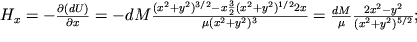 $H_x = -\frac{\partial(dU)}{\partial x} = -dM\frac{(x^2+y^2)^{3/2}-x\frac{3}{2}(x^2+y^2)^{1/2}2x}{\mu(x^2+y^2)^3} = \frac{dM}{\mu}\frac{2x^2-y^2}{(x^2+y^2)^{5/2}};$